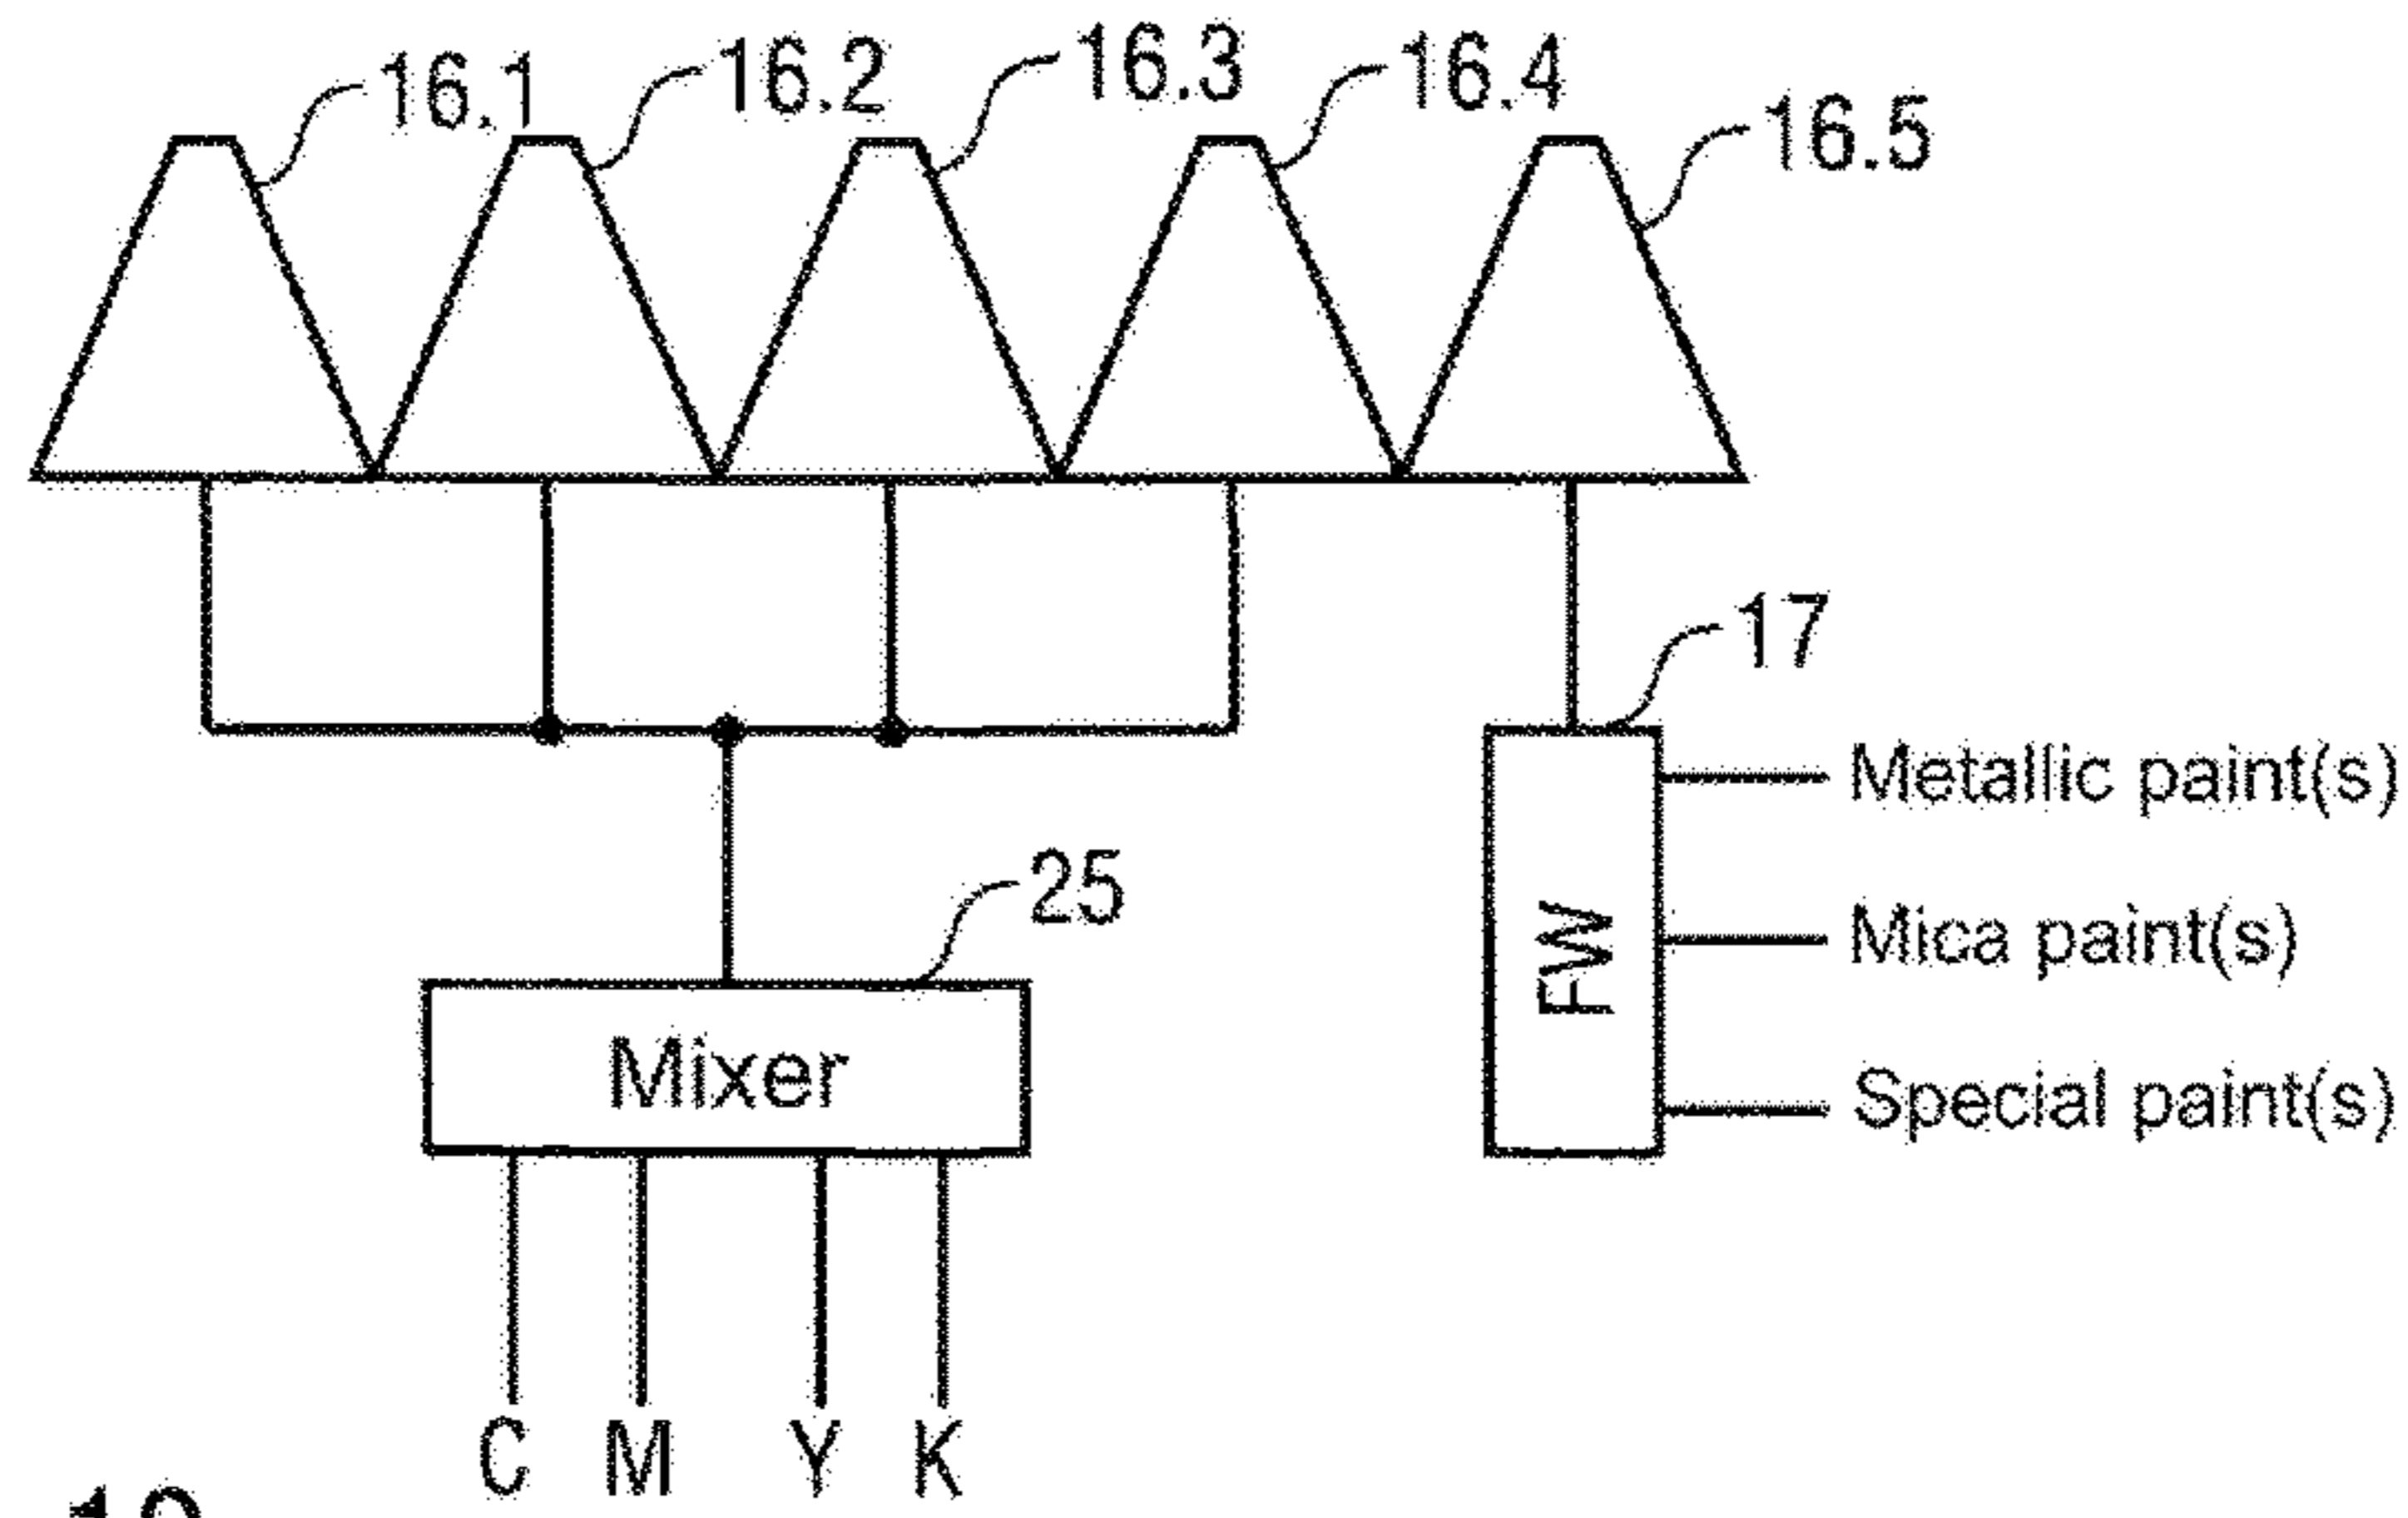 16.1 16.2 16.3 16.4 16.5
17
Metallic paint(s)
25
FW
Mica paint(s)
Mixer
Special paint(s)
C M Y K